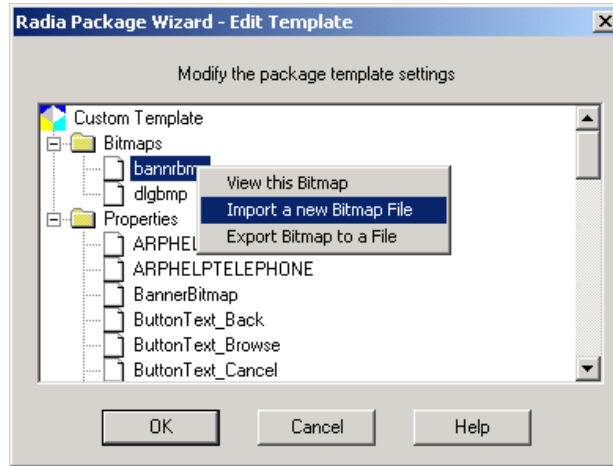 Radia Package Wizard - Edit Template
Modify the package template settings
Custom Template
Bitmaps
bannrbm
View this Bitmap
dlgbmp
Import a new Bitmap File
Properties
Export Bitmap to a File
ARPHEL
ARPHELPTELEPHONE
BannerBitmap
ButtonText_Back
ButtonText_Browse
ButtonText_Cancel
OK
Cancel
Help